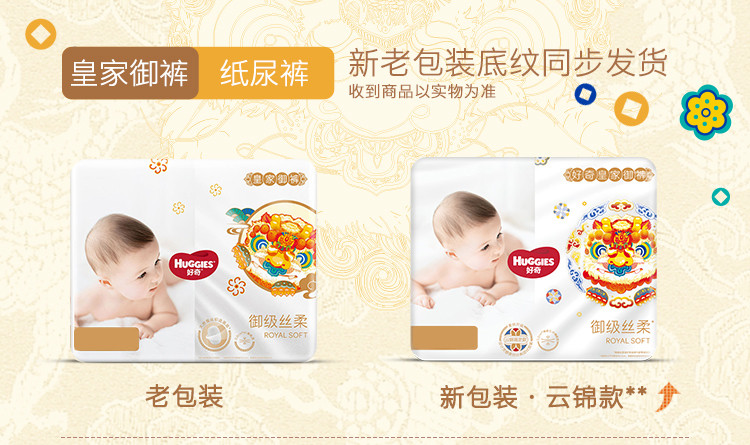 皇家御裤 纸尿裤 新老包装底纹同步发货
收到商品以实物为准
皇家御裤
HUGGIES
好奇
御级丝柔
ROYAL SOFT
好奇皇家御裤
HUGGIES
好奇
御级丝柔
ROYAL SOFT
老包装
新包装 · 云锦款**